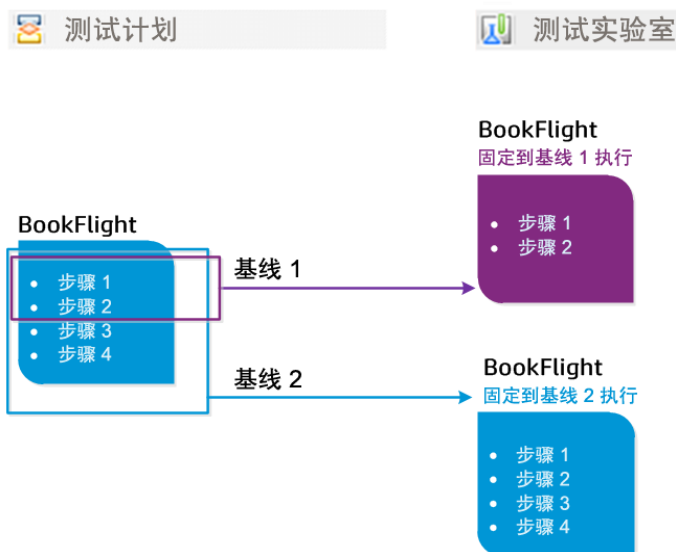 测试计划
测试实验室
BookFlight
固定到基线 1 执行
• 步骤 1
• 步骤 2
BookFlight
• 步骤 1
• 步骤 2
• 步骤 3
• 步骤 4
基线 1
基线 2
BookFlight
固定到基线 2 执行
• 步骤 1
• 步骤 2
• 步骤 3
• 步骤 4